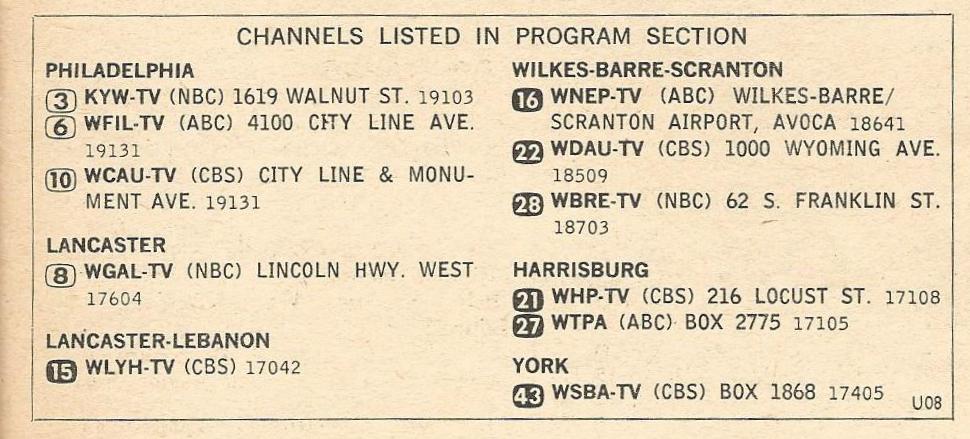 CHANNELS LISTED IN PROGRAM SECTION
PHILADELPHIA
3 KYW-TV (NBC) 1619 WALNUT ST. 19103
6 WFIL-TV (ABC) 4100 CITY LINE AVE.
19131
10 WCAU-TV (CBS) CITY LINE & MONU-
MENT AVE. 19131
LANCASTER
8 WGAL-TV (NBC) LINCOLN HWY. WEST
17604
LANCASTER-LEBANON
15 WLYH-TV (CBS) 17042
WILKES-BARRE-SCRANTON
16 WNEP-TV (ABC) WILKES-BARRE/
SCRANTON AIRPORT, AVOCA 18641
22 WDAU-TV (CBS) 1000 WYOMING AVE.
18509
28 WBRE-TV (NBC) 62 S. FRANKLIN ST.
18703
HARRISBURG
21 WHP-TV (CBS) 216 LOCUST ST. 17108
27 WTPA (ABC) BOX 2775 17105
YORK
43 WSBA-TV (CBS) BOX 1868 17405
U08